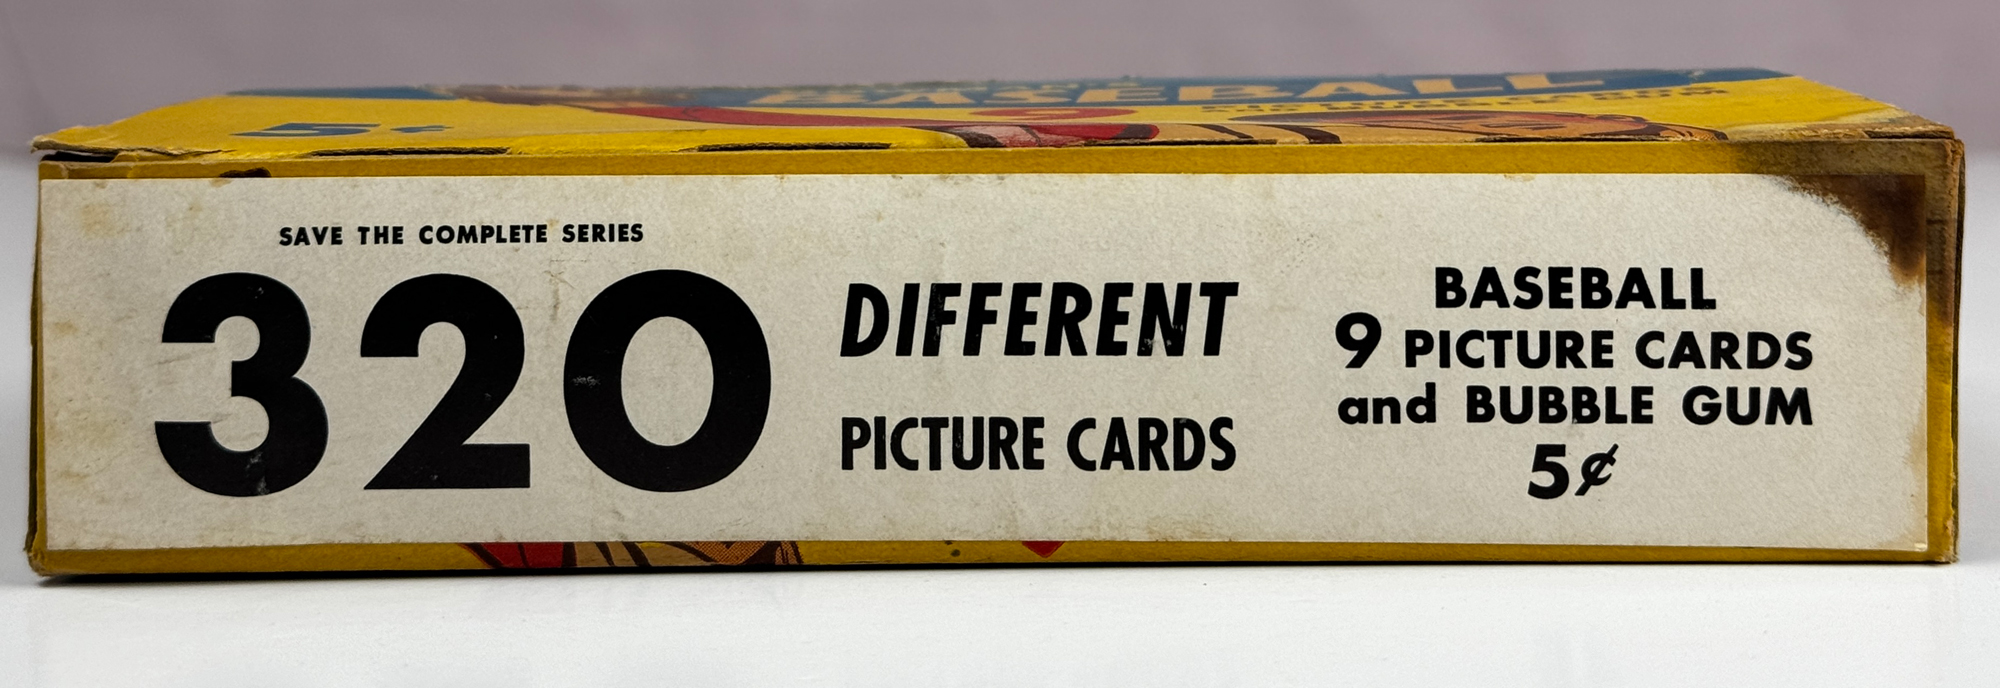 5¢
BASEBALL
SAVE THE COMPLETE SERIES
320
DIFFERENT
PICTURE CARDS
BASEBALL
9 PICTURE CARDS
and BUBBLE GUM
5¢